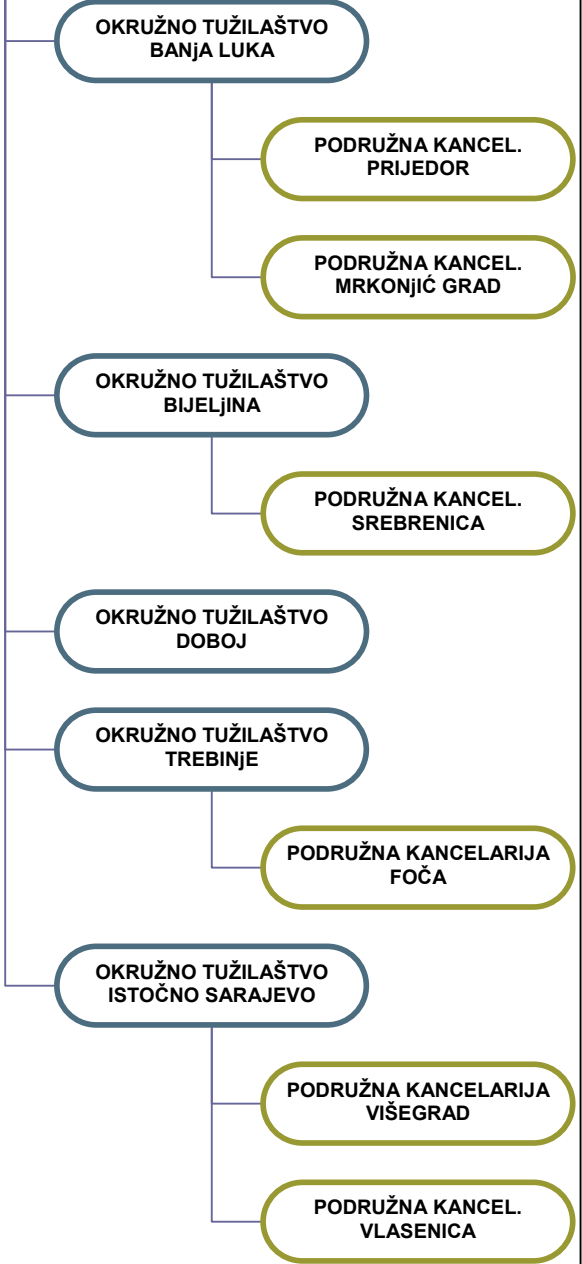 OKRUŽNO TUŽILAŠTVO
BANjA LUKA
PODRUŽNA KANCEL.
PRIJEDOR
PODRUŽNA KANCEL.
MRKONjIĆ GRAD
OKRUŽNO TUŽILAŠTVO
BIJELjINA
PODRUŽNA KANCEL.
SREBRENICA
OKRUŽNO TUŽILAŠTVO
DOBOJ
OKRUŽNO TUŽILAŠTVO
TREBINjE
PODRUŽNA KANCELARIJA
FOČA
OKRUŽNO TUŽILAŠTVO
ISTOČNO SARAJEVO
PODRUŽNA KANCELARIJA
VIŠEGRAD
PODRUŽNA KANCEL.
VLASENICA